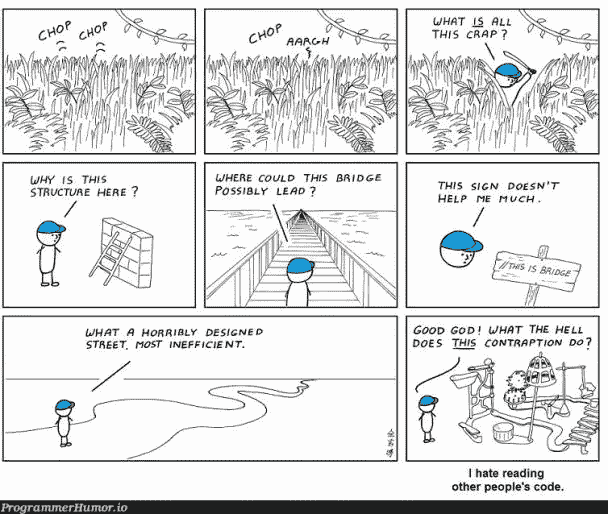 CHOP
CHOP
CHOP
AARGH
WHAT IS ALL
THIS CRAP?
WHY IS THIS
STRUCTURE HERE?
WHERE COULD THIS BRIDGE
POSSIBLY LEAD?
THIS SIGN DOESN'T
HELP ME MUCH.
//THIS IS BRIDGE
WHAT A HORRIBLY DESIGNED
STREET. MOST INEFFICIENT.
GOOD GOD! WHAT THE HELL
DOES THIS CONTRAPTION DO?
I hate reading
other people's code.
ProgrammerHumor.io